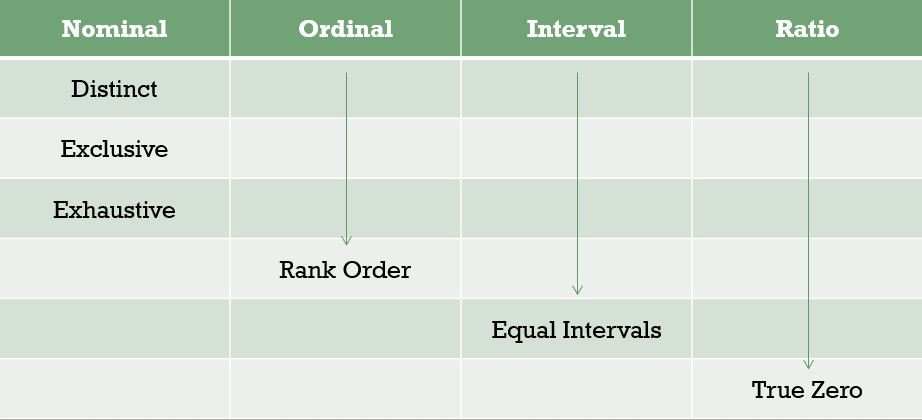 Nominal Ordinal Interval Ratio
Distinct
Exclusive
Exhaustive
Rank Order
Equal Intervals
True Zero